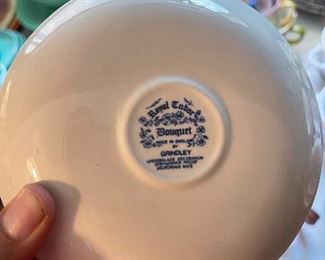 Royal Tudor
Bouquet
MADE IN ENGLAND
BY
GRINDLEY
UNDERGLAZE DECORATION
DISHWASHER PROOF
MICROWAVE SAFE